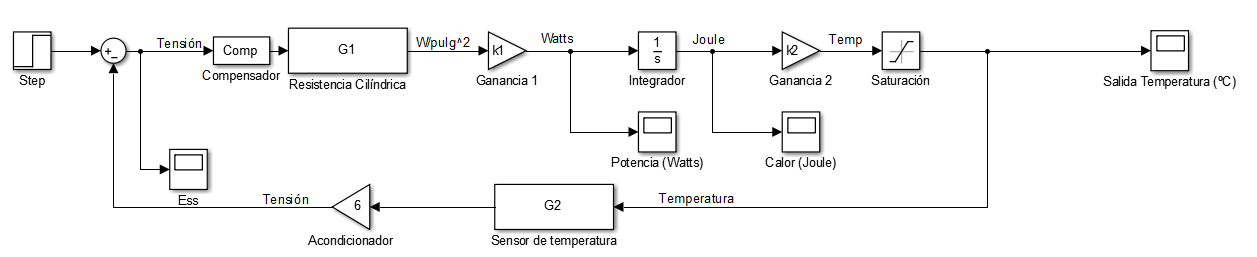 Step
+
−
Tensión
Comp
Compensador
G1
Resistencia Cilíndrica
W/pulg^2
k1
Ganancia 1
Watts
1
s
Integrador
Joule
k2
Ganancia 2
Temp
Saturación
Salida Temperatura (ºC)
Potencia (Watts)
Calor (Joule)
Ess
Tensión
6
Acondicionador
G2
Sensor de temperatura
Temperatura